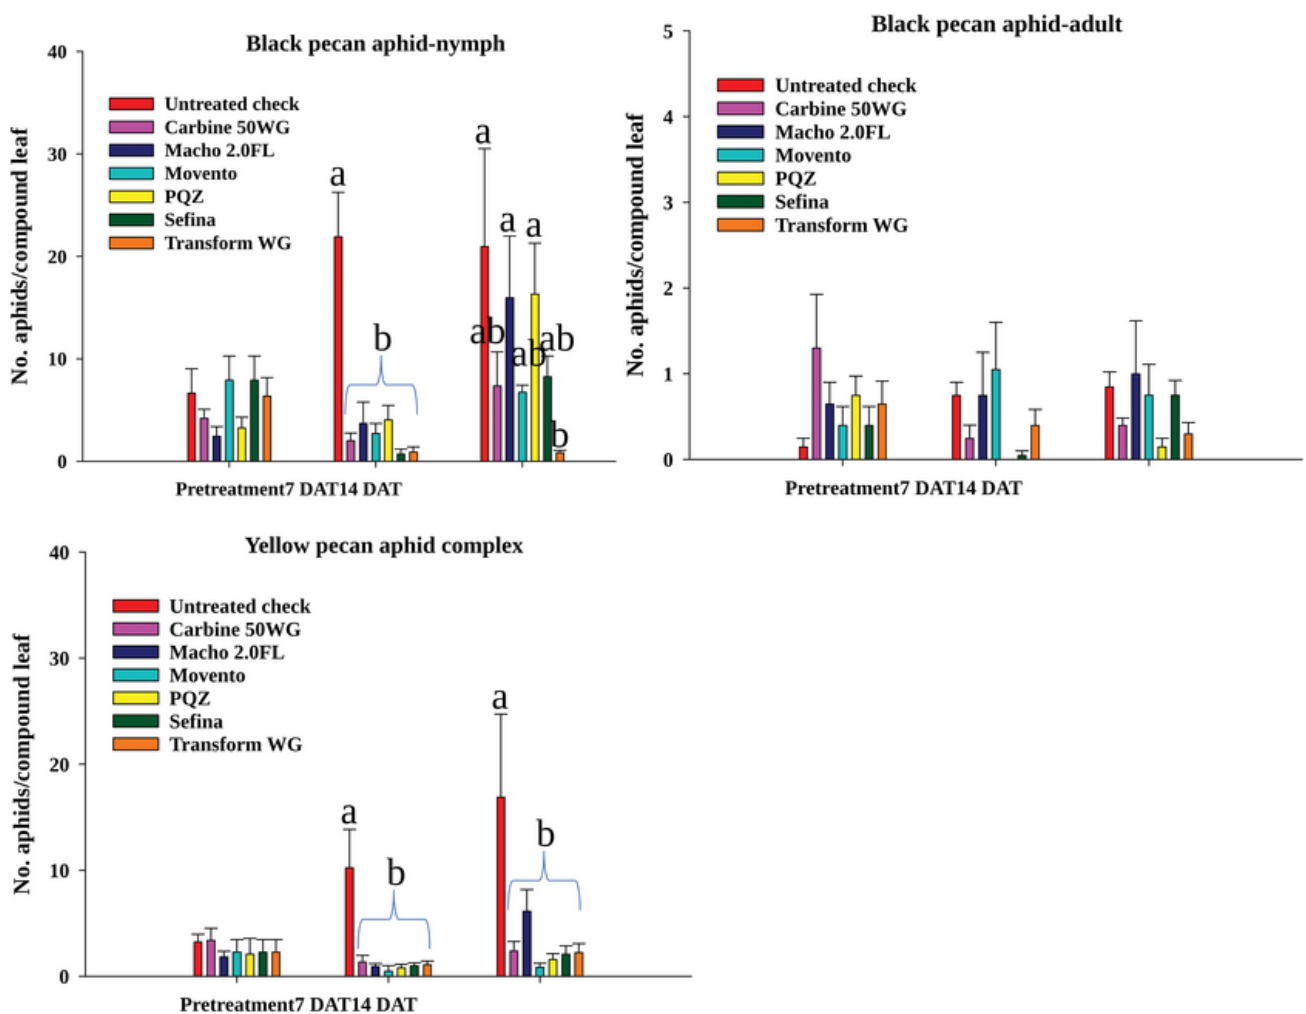 Black pecan aphid-nymph
No. aphids/compound leaf
40
30
20
10
0
Untreated check
Carbine 50WG
Macho 2.0FL
Movento
PQZ
Sefina
Transform WG
a
b
a
ab
a
ab
a
ab
b
Pretreatment7 DAT14 DAT
Black pecan aphid-adult
No. aphids/compound leaf
5
4
3
2
1
0
Untreated check
Carbine 50WG
Macho 2.0FL
Movento
PQZ
Sefina
Transform WG
Pretreatment7 DAT14 DAT
Yellow pecan aphid complex
No. aphids/compound leaf
40
30
20
10
0
Untreated check
Carbine 50WG
Macho 2.0FL
Movento
PQZ
Sefina
Transform WG
a
b
a
b
Pretreatment7 DAT14 DAT